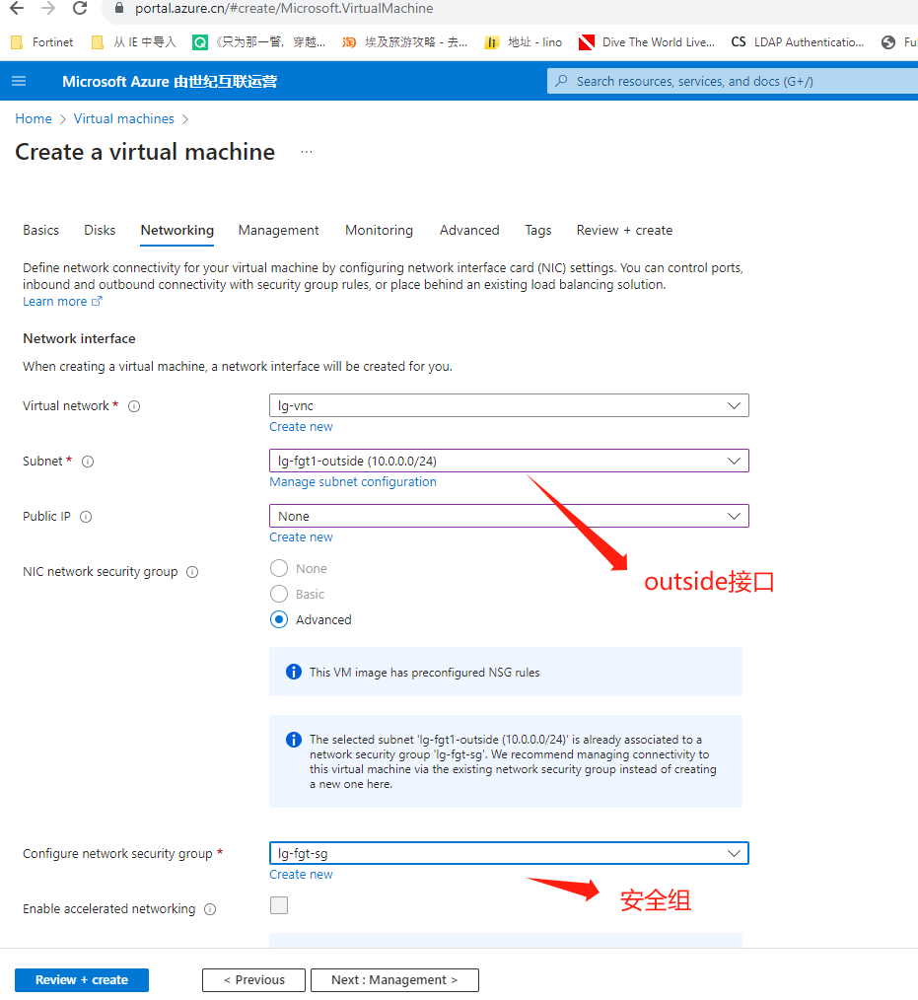 portal.azure.cn/#create/Microsoft.VirtualMachine
Fortinet 从 IE 中导入 《只为那一瞥，穿越... 埃及旅游攻略 - 去... 地址 - lino Dive The World Live... CS LDAP Authentication... Fu
Microsoft Azure 由世纪互联运营 Search resources, services, and docs (G+/)
Home > Virtual machines >
Create a virtual machine ...
Basics Disks Networking Management Monitoring Advanced Tags Review + create
Define network connectivity for your virtual machine by configuring network interface card (NIC) settings. You can control ports,
inbound and outbound connectivity with security group rules, or place behind an existing load balancing solution.
Learn more
Network interface
When creating a virtual machine, a network interface will be created for you.
Virtual network * lg-vnc
Create new
Subnet * lg-fgt1-outside (10.0.0.0/24)
Manage subnet configuration
Public IP None
Create new
NIC network security group None
Basic
outside接口
Advanced
This VM image has preconfigured NSG rules
The selected subnet 'lg-fgt1-outside (10.0.0.0/24)' is already associated to a
network security group 'lg-fgt-sg'. We recommend managing connectivity to
this virtual machine via the existing network security group instead of creating
a new one here.
Configure network security group * lg-fgt-sg
Create new
安全组
Enable accelerated networking
Review + create < Previous Next : Management >